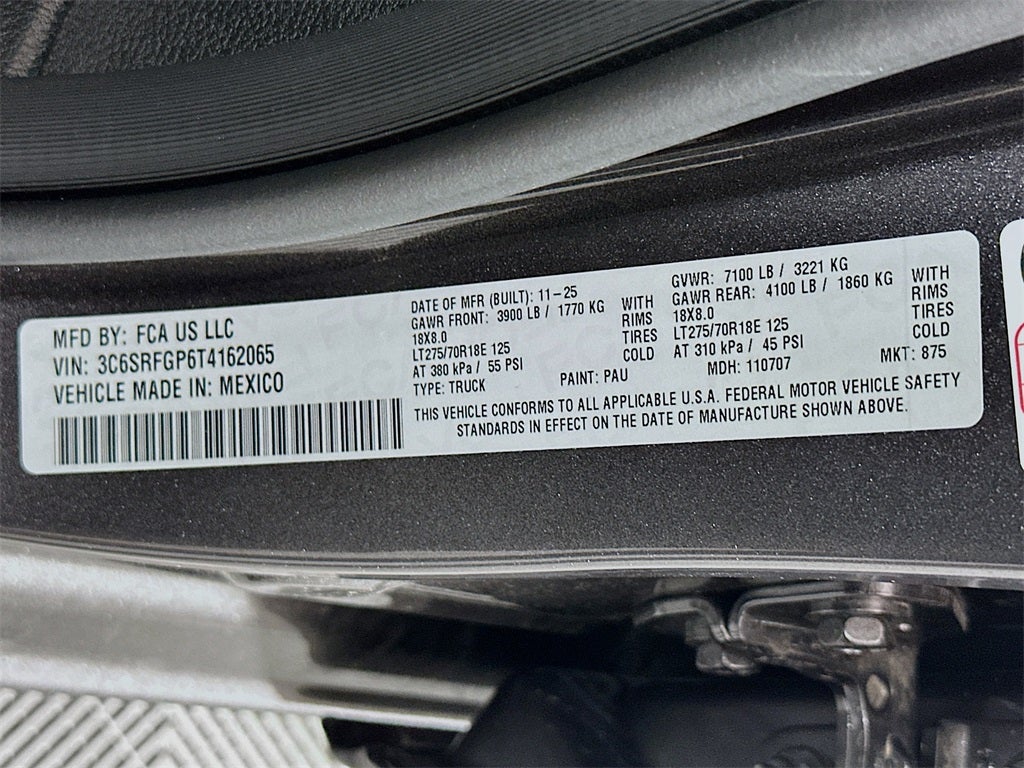 MFD BY: FCA US LLC
VIN: 3C6SRFGP6T4162065
VEHICLE MADE IN: MEXICO
DATE OF MFR (BUILT): 11-25
GAWR FRONT: 3900 LB / 1770 KG WITH
18X8.0 RIMS
LT275/70R18E 125 TIRES
AT 380 kPa / 55 PSI COLD
TYPE: TRUCK
PAINT: PAU
GVWR: 7100 LB / 3221 KG
GAWR REAR: 4100 LB / 1860 KG WITH
18X8.0 RIMS
LT275/70R18E 125 TIRES
AT 310 kPa / 45 PSI COLD
MDH: 110707
MKT: 875
THIS VEHICLE CONFORMS TO ALL APPLICABLE U.S.A. FEDERAL MOTOR VEHICLE SAFETY
STANDARDS IN EFFECT ON THE DATE OF MANUFACTURE SHOWN ABOVE.